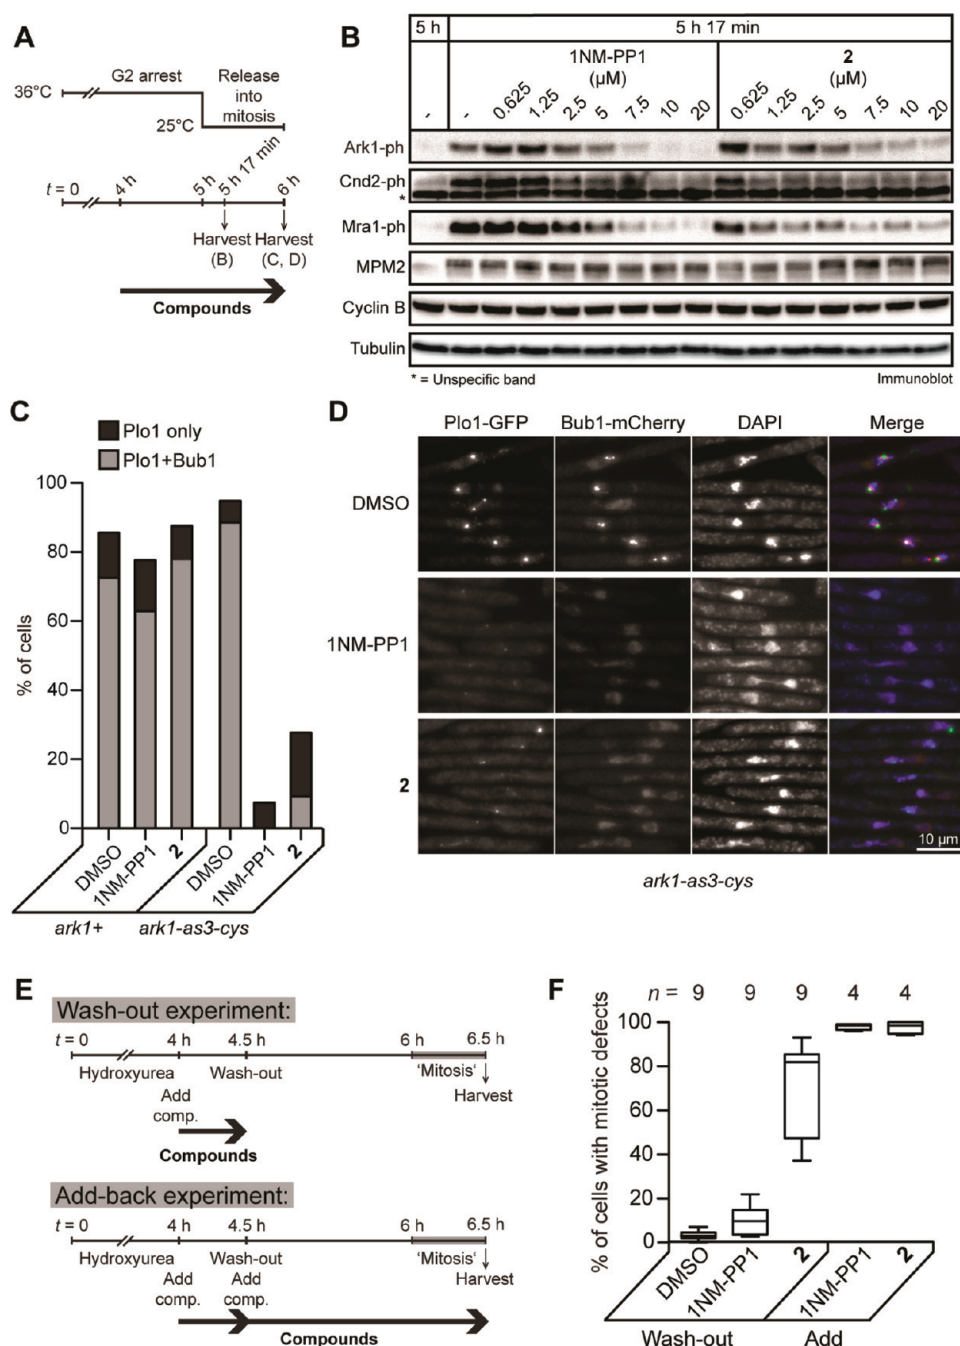 A
G2 arrest
Release
into
mitosis
36°C
25°C
t = 0
4 h
5 h
5 h 17 min
6 h
Harvest
(B)
Harvest
(C, D)
Compounds
B
5 h
5 h 17 min
1NM-PP1
(µM)
2
(µM)
- - 0.625 1.25 2.5 5 7.5 10 20 0.625 1.25 2.5 5 7.5 10 20
Ark1-ph
Cnd2-ph
*
Mra1-ph
MPM2
Cyclin B
Tubulin
* = Unspecific band
Immunoblot
C
Plo1 only
Plo1+Bub1
% of cells
100
80
60
40
20
0
DMSO
1NM-PP1
2
DMSO
1NM-PP1
2
ark1+
ark1-as3-cys
D
Plo1-GFP Bub1-mCherry DAPI Merge
DMSO
1NM-PP1
2
10 µm
ark1-as3-cys
E
Wash-out experiment:
t = 0 4 h 4.5 h 6 h 6.5 h
Hydroxyurea Wash-out ‘Mitosis‘
Add
comp.
Harvest
Compounds
Add-back experiment:
t = 0 4 h 4.5 h 6 h 6.5 h
Hydroxyurea Wash-out ‘Mitosis‘
Add
comp.
Add
comp.
Harvest
Compounds
F
n = 9 9 9 4 4
% of cells with mitotic defects
100
80
60
40
20
0
DMSO
1NM-PP1
2
1NM-PP1
2
Wash-out
Add